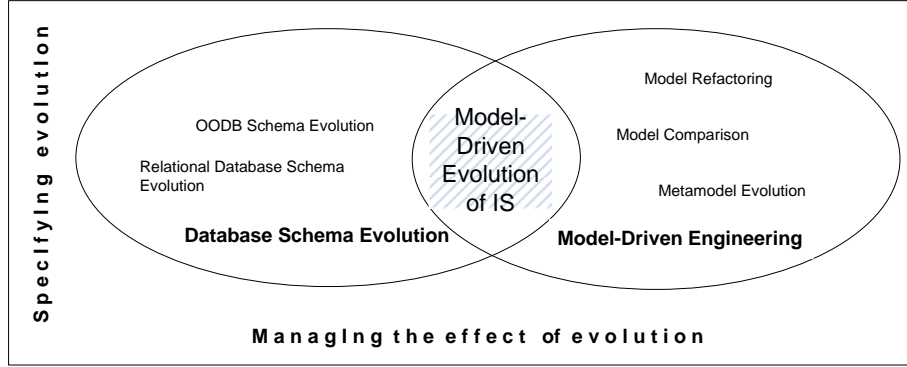 Specifying evolution
OODB Schema Evolution
Relational Database Schema
Evolution
Database Schema Evolution
Model-
Driven
Evolution
of IS
Model Refactoring
Model Comparison
Metamodel Evolution
Model-Driven Engineering
ManagIng the effect of evolution